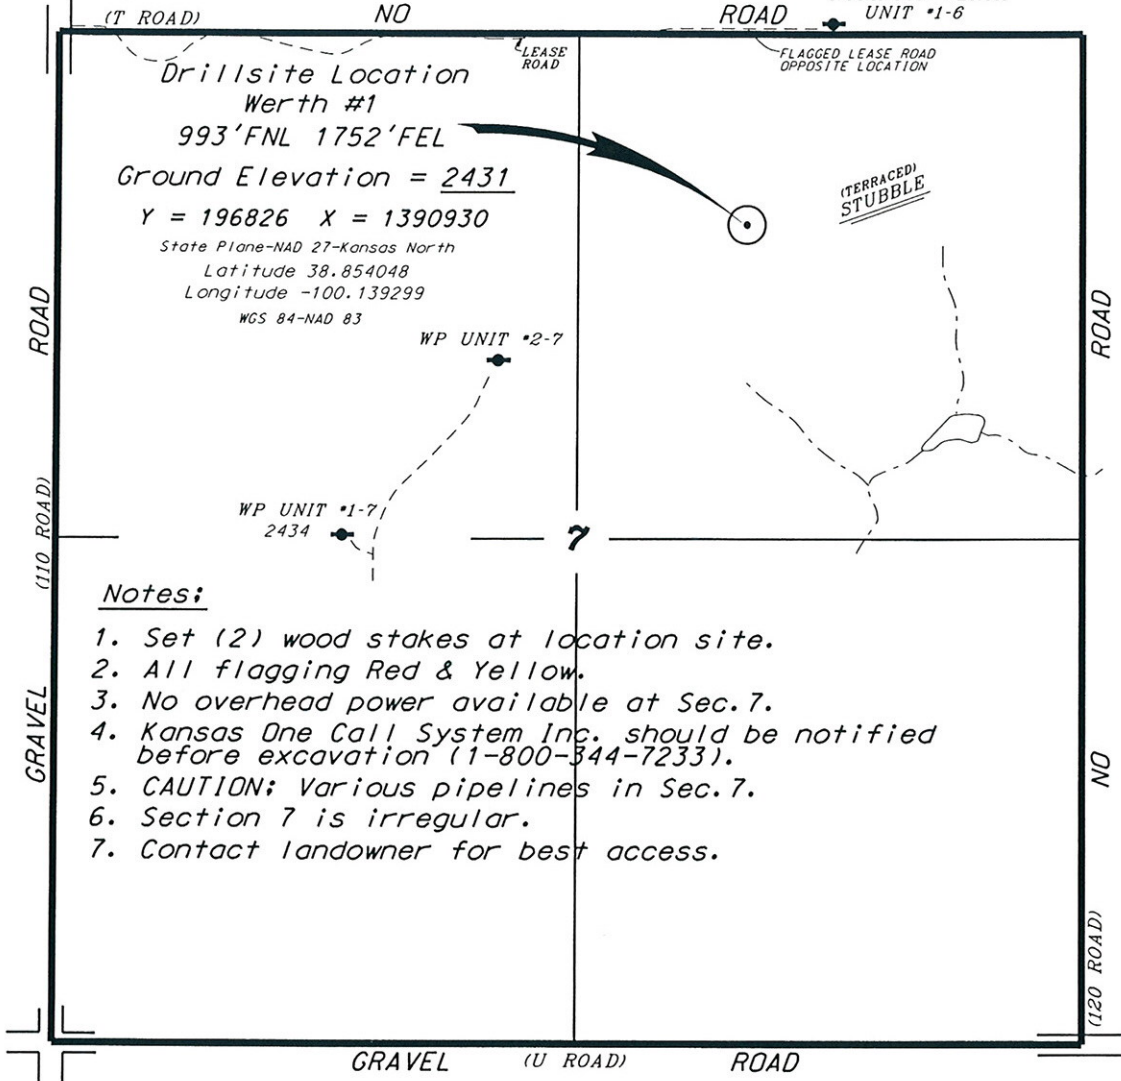 (T ROAD)
NO
ROAD
UNIT #1-6
LEASE
ROAD
FLAGGED LEASE ROAD
OPPOSITE LOCATION
Drillsite Location
Werth #1
993'FNL 1752'FEL
Ground Elevation = 2431
Y = 196826 X = 1390930
State Plane-NAD 27-Kansas North
Latitude 38.854048
Longitude -100.139299
WGS 84-NAD 83
(TERRACED)
STUBBLE
ROAD
ROAD
WP UNIT #2-7
WP UNIT #1-7
2434
(110 ROAD)
7
Notes:
1. Set (2) wood stakes at location site.
2. All flagging Red & Yellow.
3. No overhead power available at Sec.7.
4. Kansas One Call System Inc. should be notified
before excavation (1-800-344-7233).
5. CAUTION: Various pipelines in Sec.7.
6. Section 7 is irregular.
7. Contact landowner for best access.
GRAVEL
NO
(120 ROAD)
GRAVEL (U ROAD) ROAD